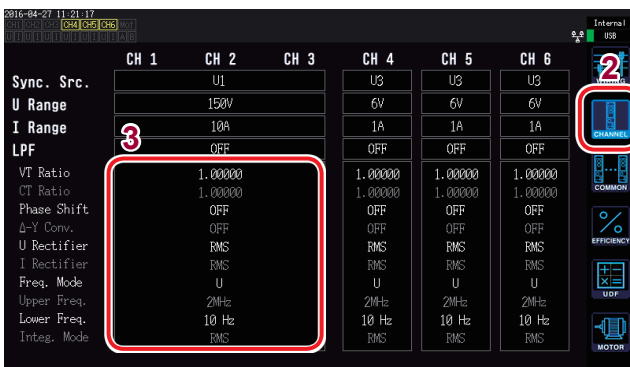 2016-04-27 11:21:17
CH1 CH2 CH3 CH4 CH5 CH6 Mot
U I U I U I U I U I U I A B
Internal
USB
CH 1 CH 2 CH 3 CH 4 CH 5 CH 6
2
Sync. Src. U1 U3 U3 U3
U Range 150V 6V 6V 6V
I Range 10A 1A 1A 1A
CHANNEL
3
LPF OFF OFF OFF OFF
VT Ratio 1.00000 1.00000 1.00000 1.00000
CT Ratio 1.00000 1.00000 1.00000 1.00000
COMMON
Phase Shift OFF OFF OFF OFF
Δ-Y Conv. OFF OFF OFF OFF
EFFICIENCY
U Rectifier RMS RMS RMS RMS
I Rectifier RMS RMS RMS RMS
Freq. Mode U U U U
UDF
Upper Freq. 2MHz 2MHz 2MHz 2MHz
Lower Freq. 10 Hz 10 Hz 10 Hz 10 Hz
Integ. Mode RMS RMS RMS RMS
MOTOR